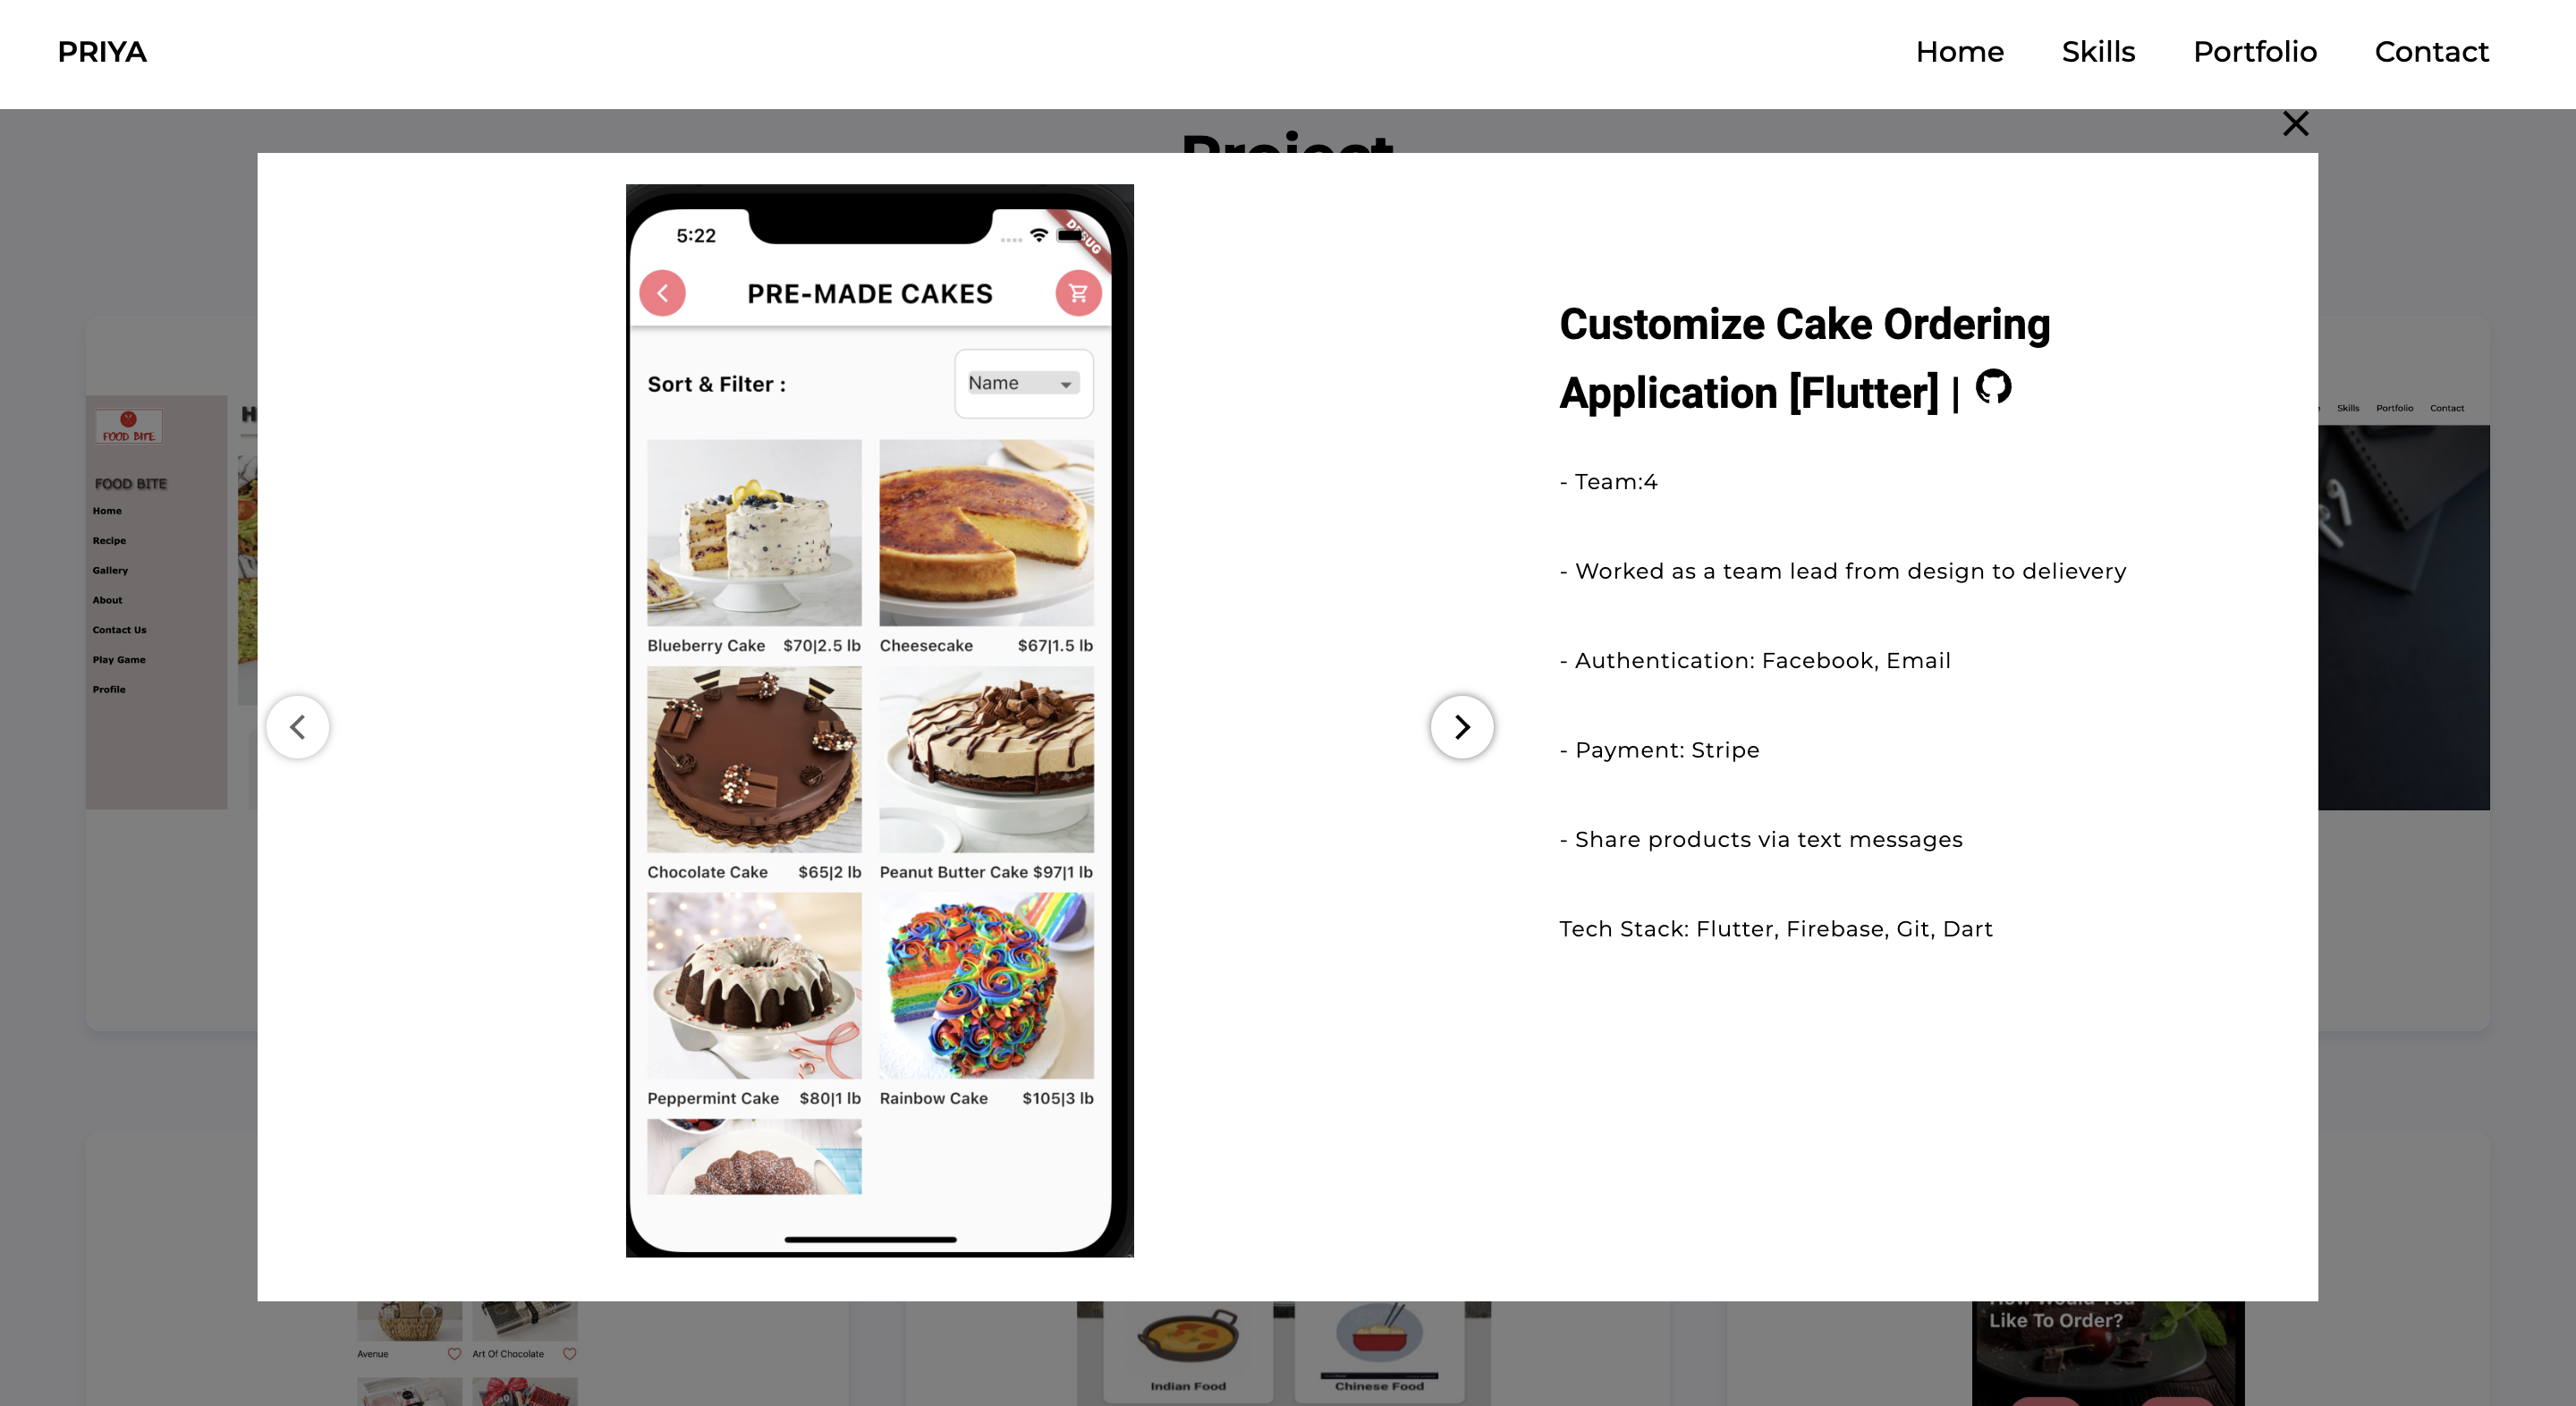 PRIYA
Home Skills Portfolio Contact
Project
5:22
DEBUG
PRE-MADE CAKES
Sort & Filter :
Name
Blueberry Cake $70|2.5 lb
Cheesecake $67|1.5 lb
Chocolate Cake $65|2 lb
Peanut Butter Cake $97|1 lb
Peppermint Cake $80|1 lb
Rainbow Cake $105|3 lb
Customize Cake Ordering
Application [Flutter] |
- Team:4
- Worked as a team lead from design to delievery
- Authentication: Facebook, Email
- Payment: Stripe
- Share products via text messages
Tech Stack: Flutter, Firebase, Git, Dart
FOOD BITE
FOOD BITE
Home
Recipe
Gallery
About
Contact Us
Play Game
Profile
Skills Portfolio Contact
Avenue
Art Of Chocolate
Indian Food
Chinese Food
How Would You
Like To Order?